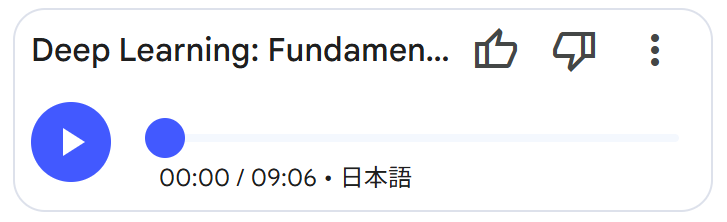 Deep Learning: Fundamen...
00:00 / 09:06 • 日本語